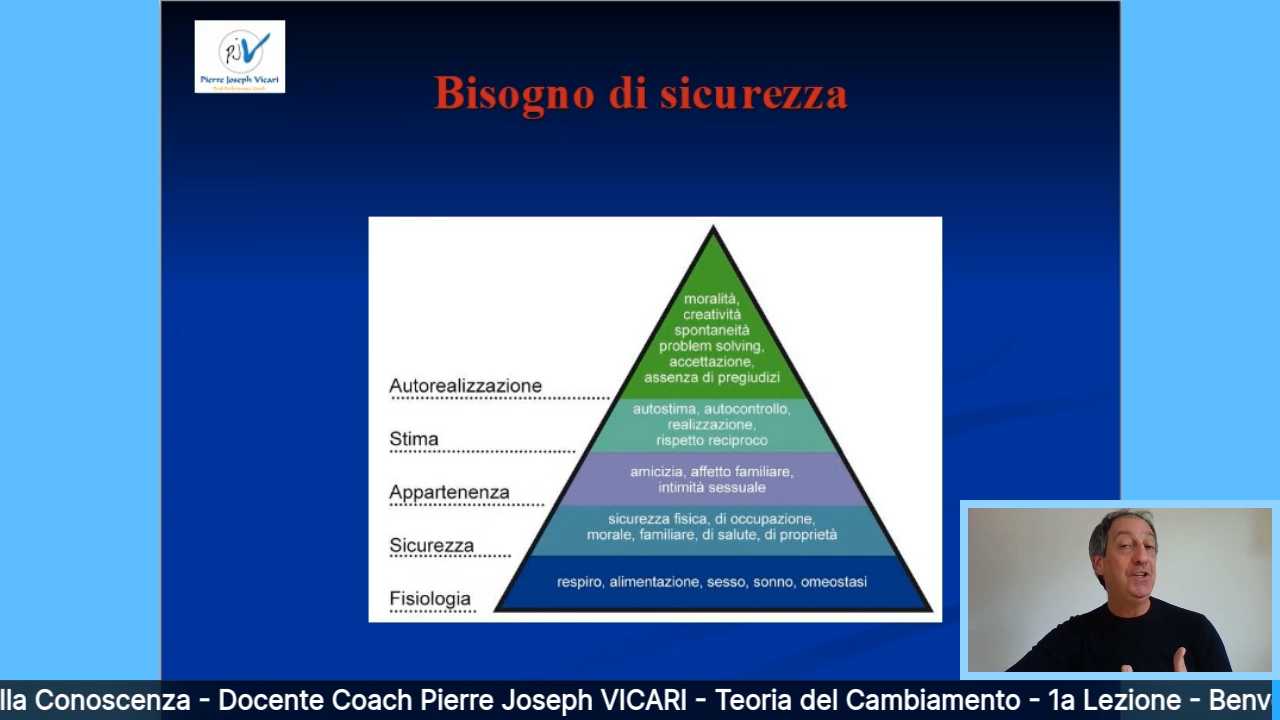 Pierre Joseph Vicari
Bisogno di sicurezza
moralità,
creatività
spontaneità
problem solving,
accettazione,
assenza di pregiudizi
Autorealizzazione
autostima, autocontrollo,
realizzazione,
rispetto reciproco
Stima
amicizia, affetto familiare,
intimità sessuale
Appartenenza
sicurezza fisica, di occupazione,
morale, familiare, di salute, di proprietà
Sicurezza
respiro, alimentazione, sesso, sonno, omeostasi
Fisiologia
lla Conoscenza - Docente Coach Pierre Joseph VICARI - Teoria del Cambiamento - 1a Lezione - Benv